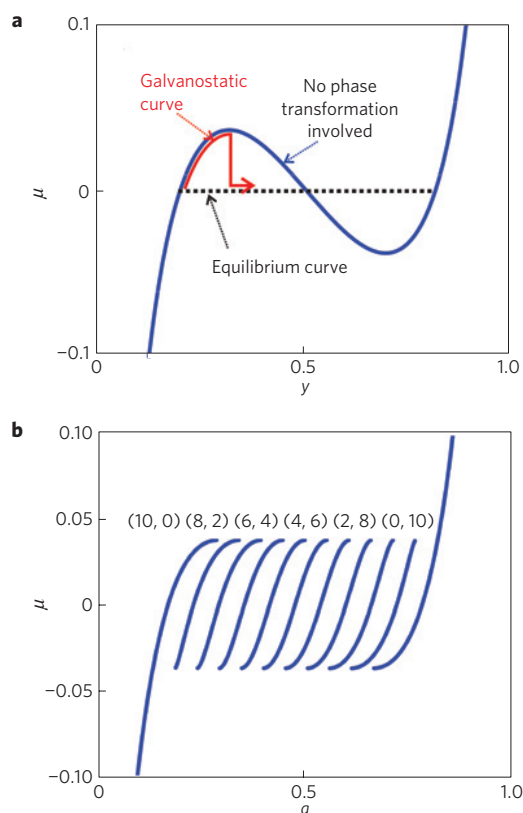 a
0.1
Galvanostatic
curve
No phase
transformation
involved
μ
0
Equilibrium curve
−0.1
0
0.5
1.0
y
b
0.10
(10, 0) (8, 2) (6, 4) (4, 6) (2, 8) (0, 10)
0.05
μ
0
−0.05
−0.10
0
0.5
1.0